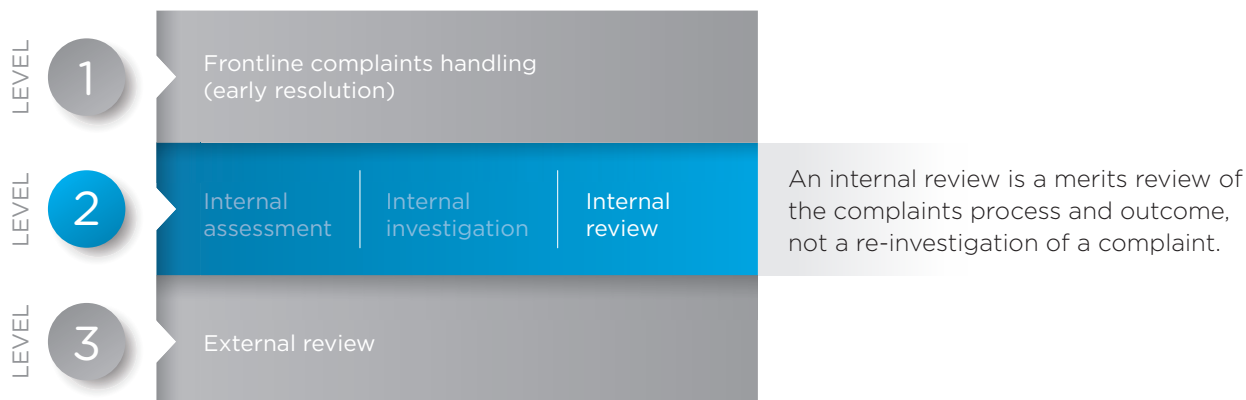 LEVEL
1
Frontline complaints handling
(early resolution)
LEVEL
2
Internal
assessment
Internal
investigation
Internal
review
An internal review is a merits review of
the complaints process and outcome,
not a re-investigation of a complaint.
LEVEL
3
External review